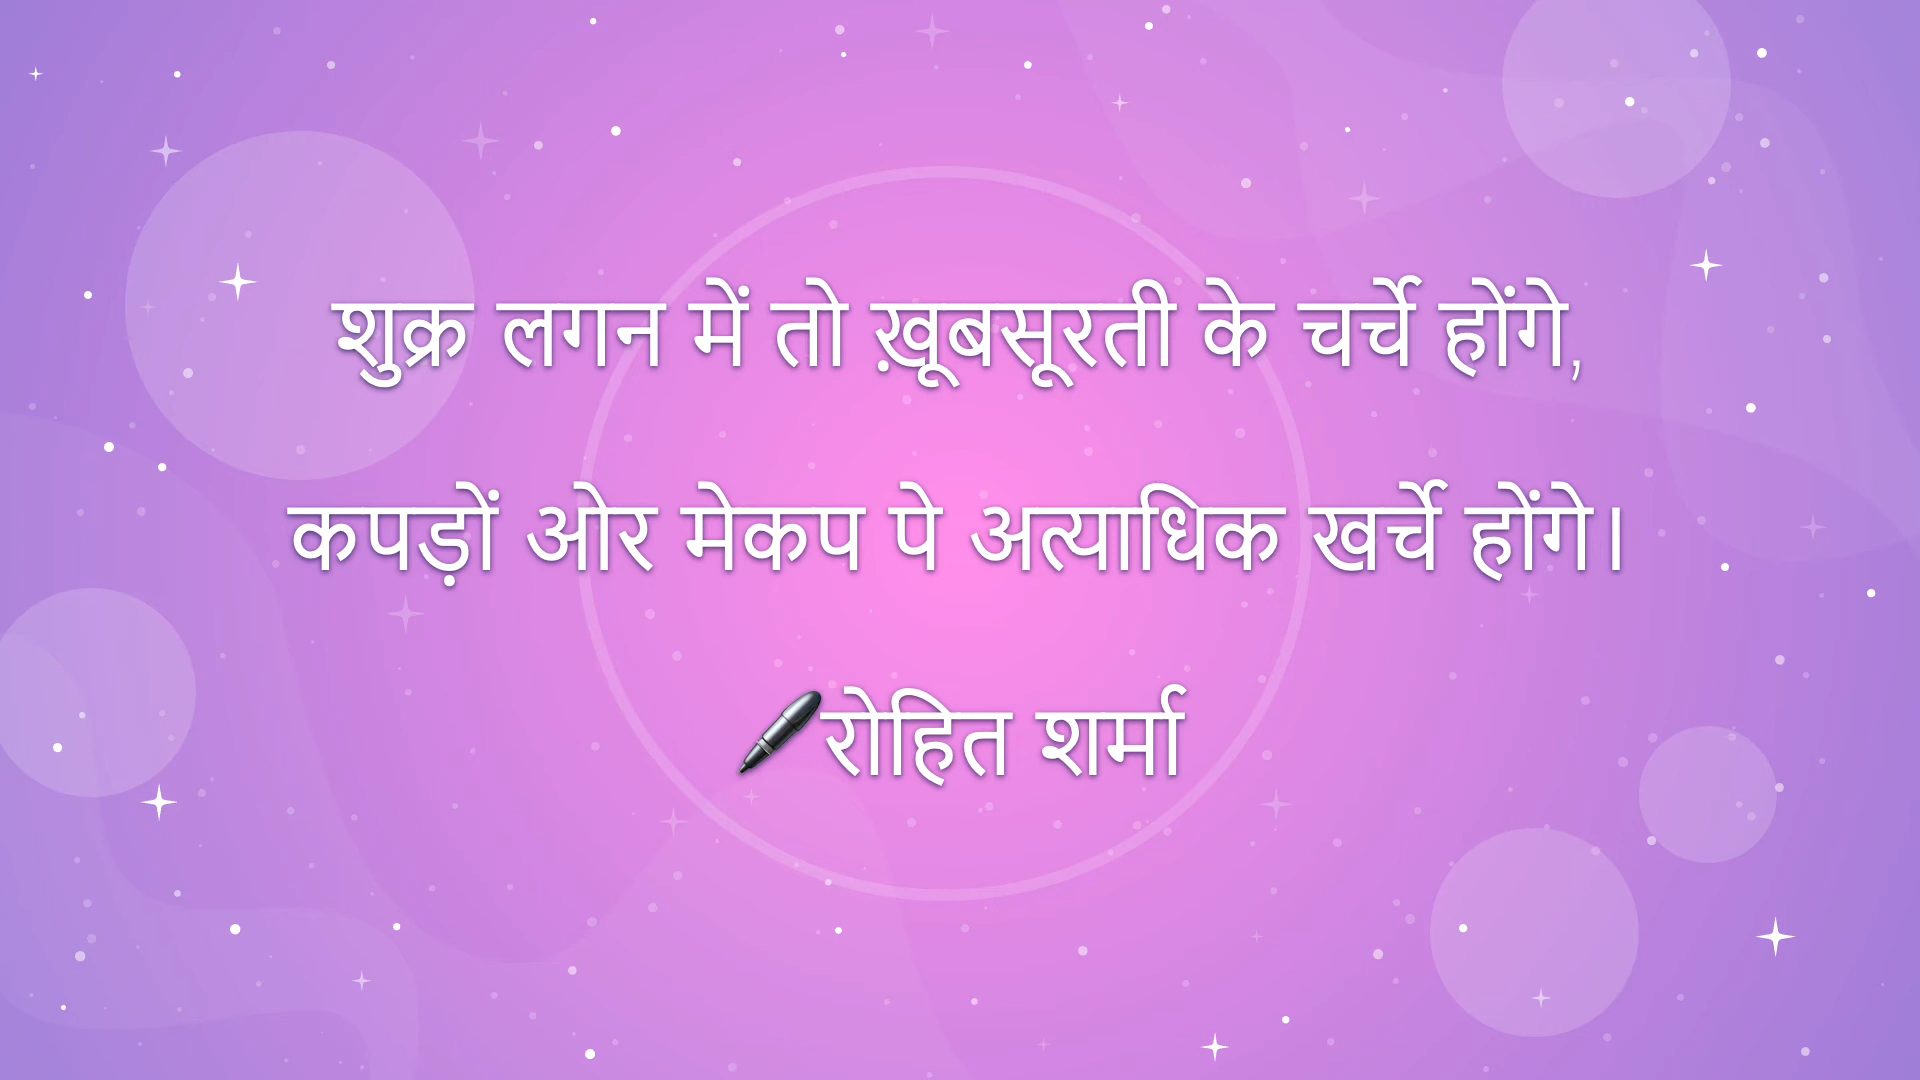 शुक्र लगन में तो ख़ूबसूरती के चर्चे होंगे,
कपड़ों ओर मेकप पे अत्याधिक खर्चे होंगे।
🖊रोहित शर्मा